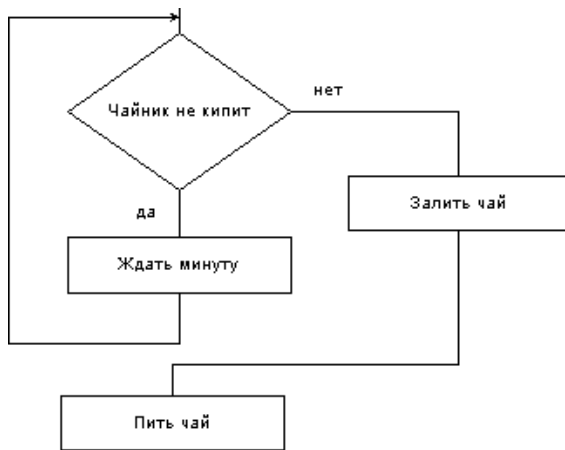 Чайник не кипит
нет
Залить чай
да
Ждать минуту
Пить чай